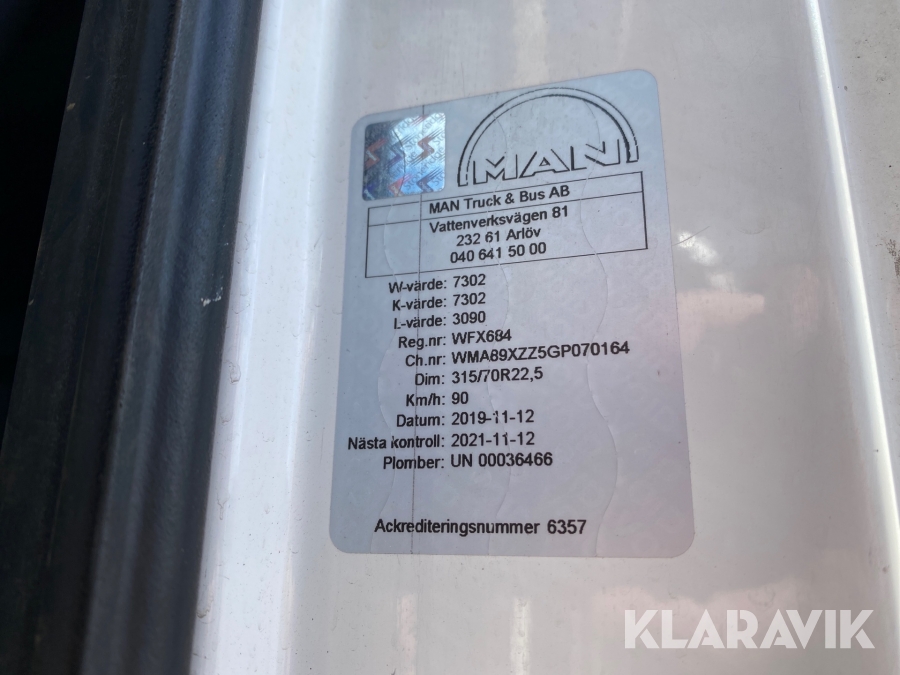 MAN
MAN Truck & Bus AB
Vattenverksvägen 81
232 61 Arlöv
040 641 50 00
W-värde: 7302
K-värde: 7302
L-värde: 3090
Reg.nr: WFX684
Ch.nr: WMA89XZZ5GP070164
Dim: 315/70R22,5
Km/h: 90
Datum: 2019-11-12
Nästa kontroll: 2021-11-12
Plomber: UN 00036466
Ackrediteringsnummer 6357
KLARAVIK